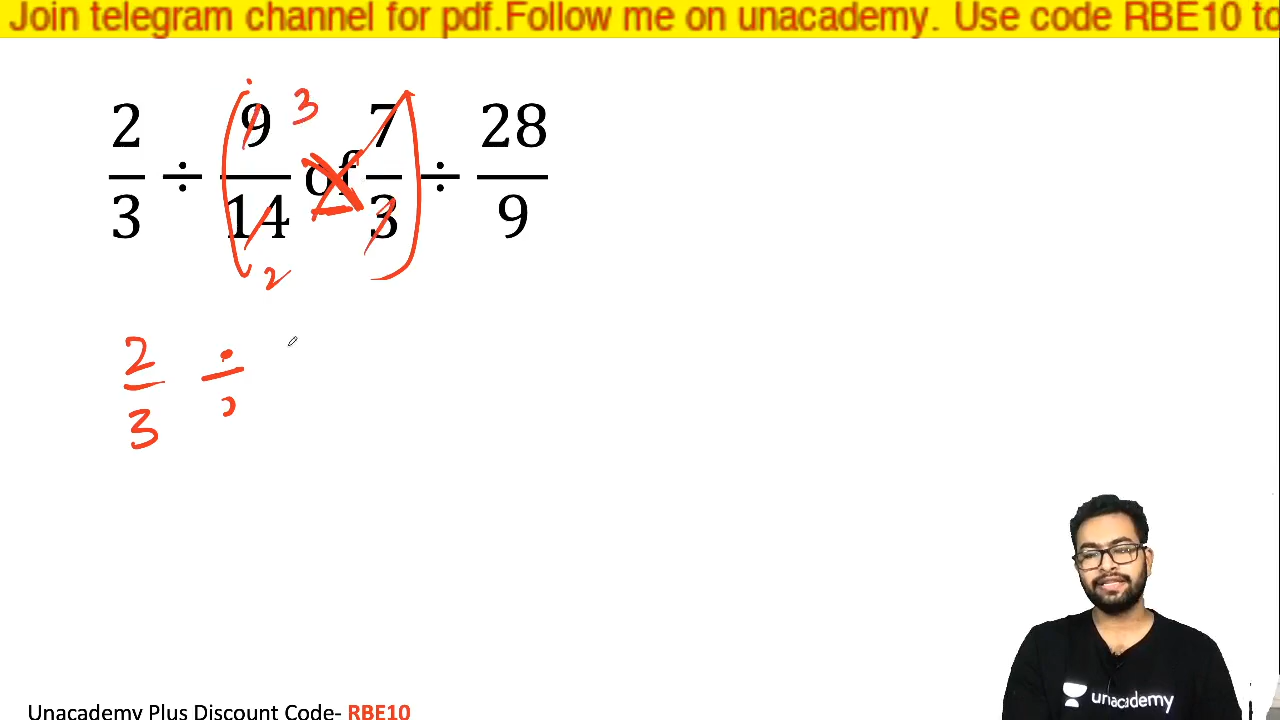 Join telegram channel for pdf.Follow me on unacademy. Use code RBE10 to
2/3 ÷ 9/14 of 7/3 ÷ 28/9
3
2
2/3 ÷
unacademy
Unacademy Plus Discount Code- RBE10